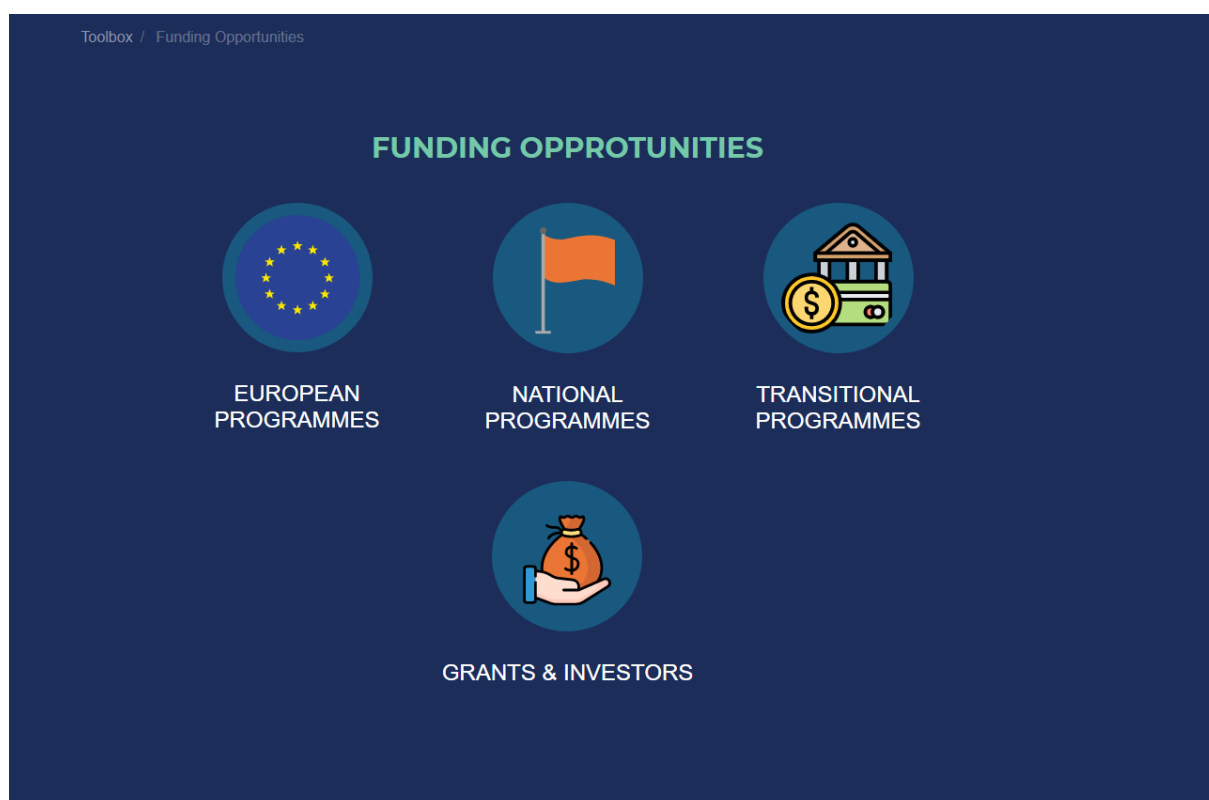 Toolbox / Funding Opportunities
FUNDING OPPROTUNITIES
EUROPEAN
PROGRAMMES
NATIONAL
PROGRAMMES
TRANSITIONAL
PROGRAMMES
$
$
GRANTS & INVESTORS